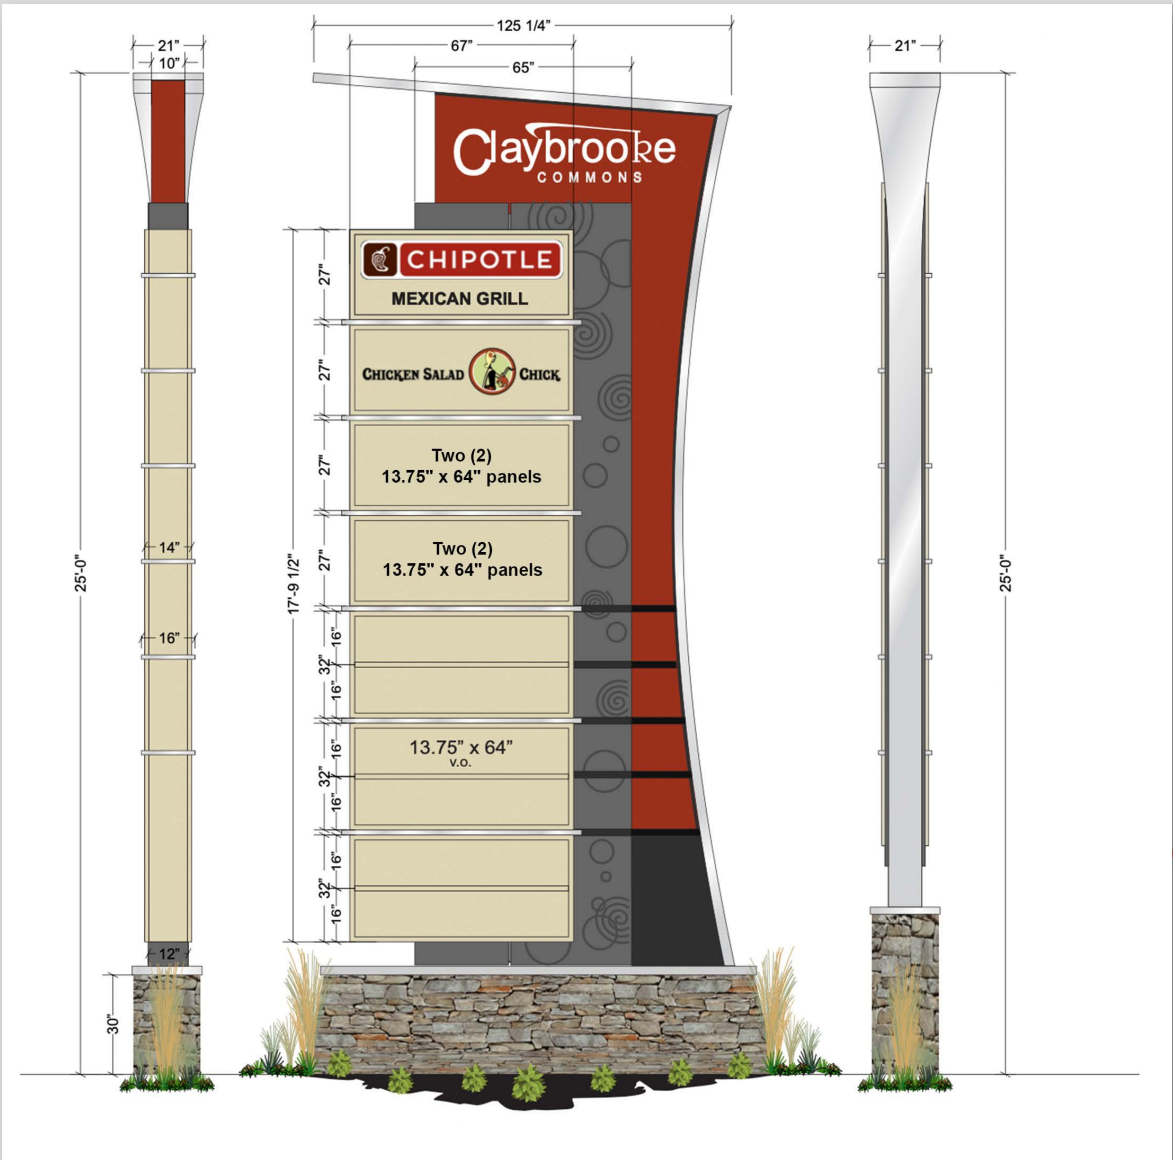 125 1/4"
21"
67"
21"
10"
65"
Claybrooke
COMMONS
CHIPOTLE
MEXICAN GRILL
27"
CHICKEN SALAD CHICK
27"
Two (2)
13.75" x 64" panels
27"
Two (2)
13.75" x 64" panels
27"
14"
25'-0"
17'-9 1/2"
25'-0"
16"
16"
32"
16"
13.75” x 64”
v.o.
16"
32"
16"
16"
32"
16"
12"
30"